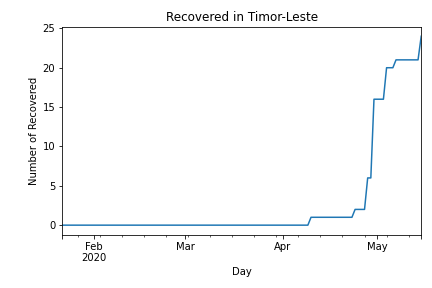 Recovered in Timor-Leste
25
20
15
10
5
0
Number of Recovered
Feb
2020
Mar
Apr
May
Day